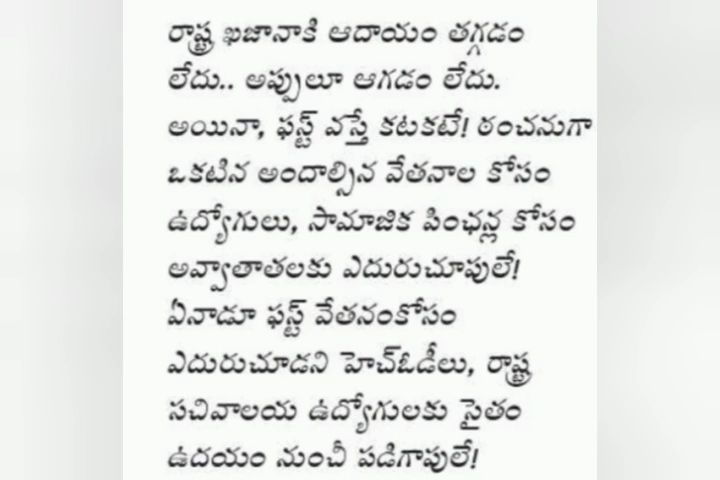 రాష్ట్ర ఖజానాకి ఆదాయం తగ్గడం
లేదు.. అప్పులూ ఆగడం లేదు.
అయినా, ఫస్ట్ వస్తే కటకటే! ఠంచనుగా
ఒకటిన అందాల్సిన వేతనాల కోసం
ఉద్యోగులు, సామాజిక పింఛన్ల కోసం
అవ్వాతాతలకు ఎదురుచూపులే!
ఏనాడూ ఫస్ట్ వేతనంకోసం
ఎదురుచూడని హెచ్ఓడీలు, రాష్ట్ర
సచివాలయ ఉద్యోగులకు సైతం
ఉదయం నుంచీ పడిగాపులే!